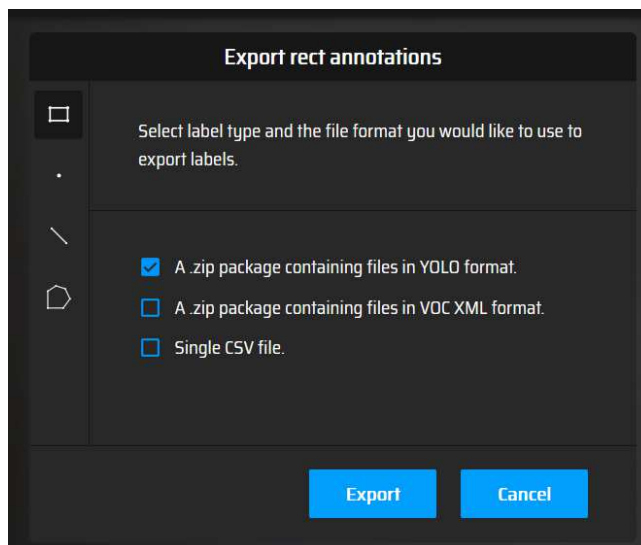 Export rect annotations
Select label type and the file format you would like to use to
export labels.
A .zip package containing files in YOLO format.
A .zip package containing files in VOC XML format.
Single CSV file.
Export
Cancel